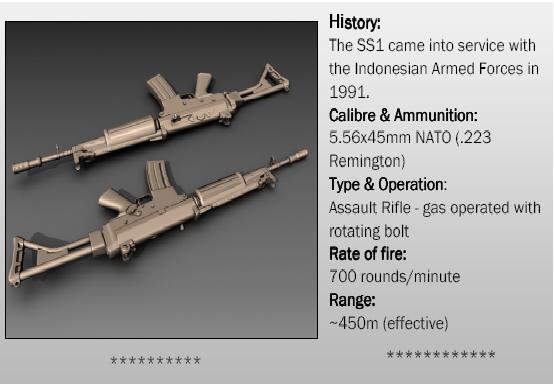 History:
The SS1 came into service with
the Indonesian Armed Forces in
1991.
Calibre & Ammunition:
5.56x45mm NATO (.223
Remington)
Type & Operation:
Assault Rifle - gas operated with
rotating bolt
Rate of fire:
700 rounds/minute
Range:
~450m (effective)
**********
************